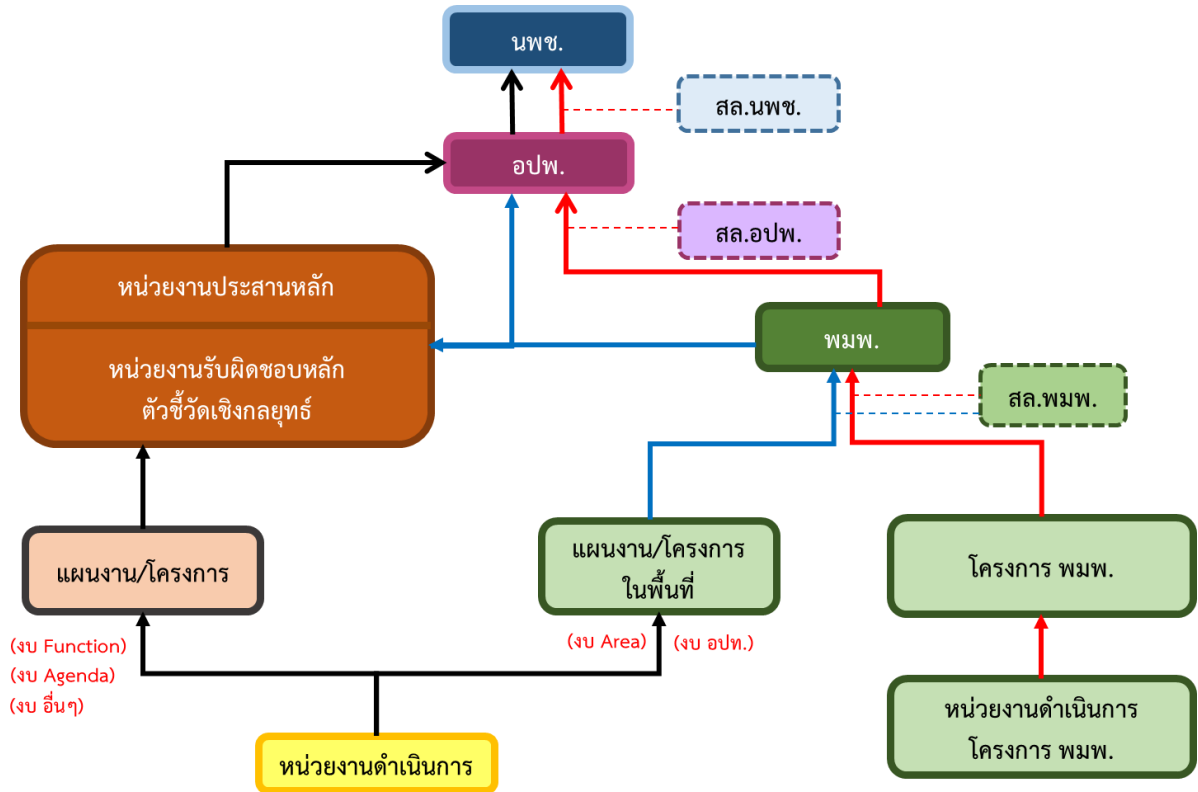 นพช.
สล.นพช.
อปพ.
สล.อปพ.
หน่วยงานประสานหลัก
หน่วยงานรับผิดชอบหลัก
ตัวชี้วัดเชิงกลยุทธ์
พมพ.
สล.พมพ.
แผนงาน/โครงการ
แผนงาน/โครงการ
ในพื้นที่
โครงการ พมพ.
(งบ Function)
(งบ Agenda)
(งบ อื่นๆ)
(งบ Area)
(งบ อปท.)
หน่วยงานดำเนินการ
หน่วยงานดำเนินการ
โครงการ พมพ.